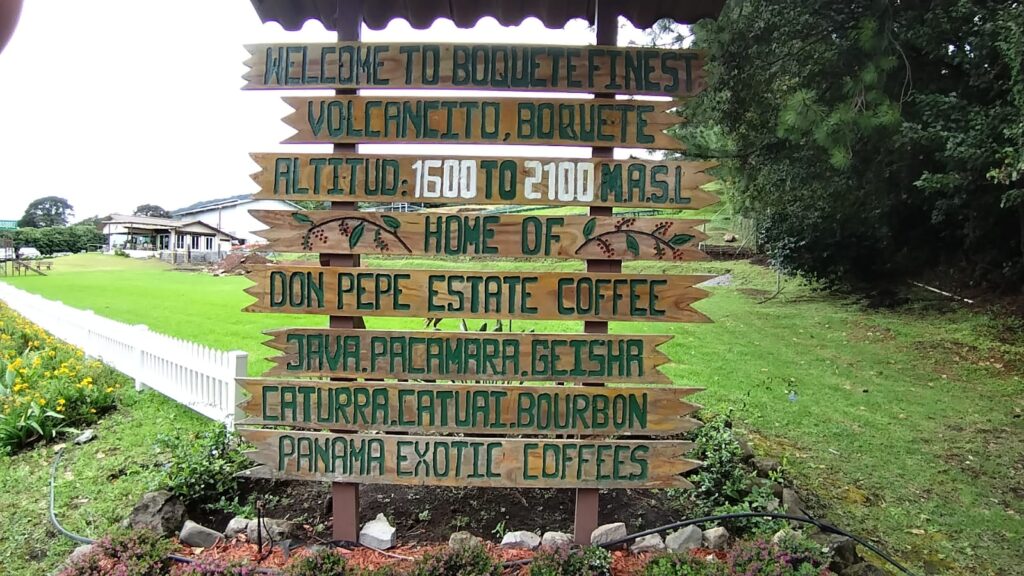 WELCOME TO BOQUETE FINEST
VOLCANCITO, BOQUETE
ALTITUD: 1600 TO 2100 M.A.S.L
HOME OF
DON PEPE ESTATE COFFEE
JAVA.PACAMARA.GEISHA
CATURRA.CATUAI.BOURBON
PANAMA EXOTIC COFFEES